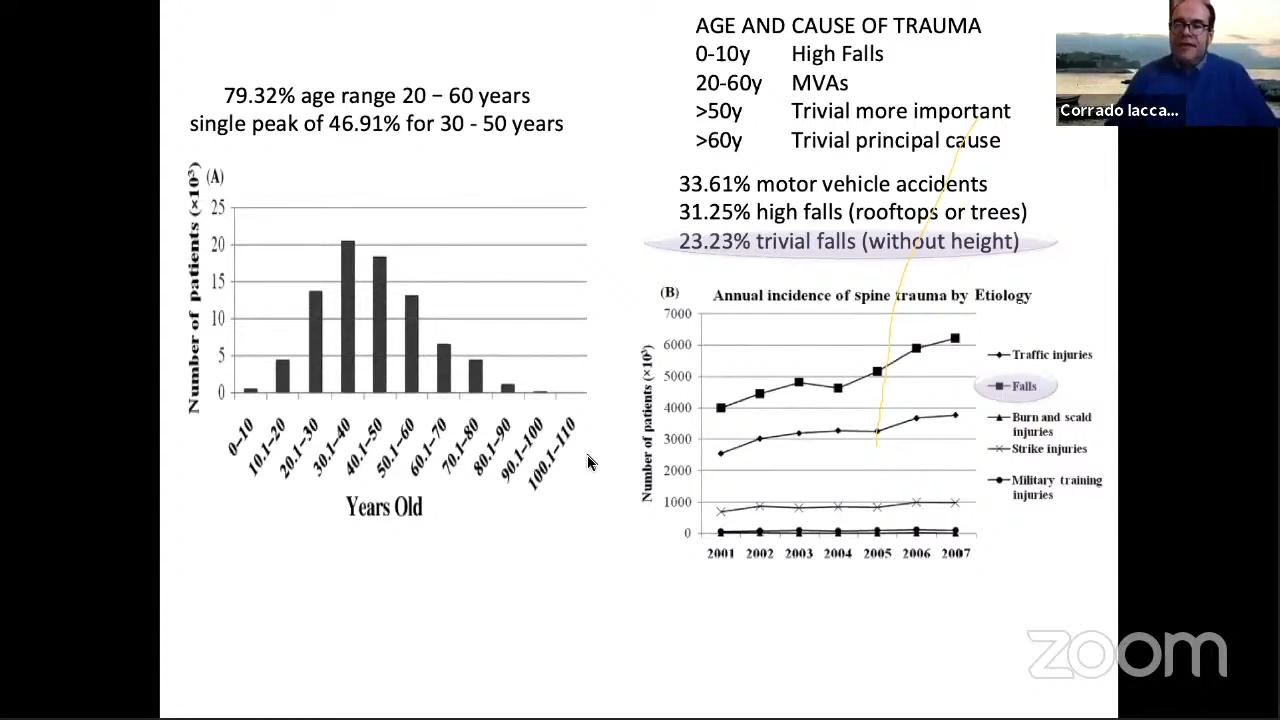 79.32% age range 20 – 60 years
single peak of 46.91% for 30 - 50 years
(A)
Number of patients (×10³)
25
20
15
10
5
0
0–10
10.1–20
20.1–30
30.1–40
40.1–50
50.1–60
60.1–70
70.1–80
80.1–90
90.1–100
100.1–110
Years Old
AGE AND CAUSE OF TRAUMA
0-10y High Falls
20-60y MVAs
>50y Trivial more important
>60y Trivial principal cause
33.61% motor vehicle accidents
31.25% high falls (rooftops or trees)
23.23% trivial falls (without height)
(B) Annual incidence of spine trauma by Etiology
Number of patients (×10³)
7000
6000
5000
4000
3000
2000
1000
0
2001 2002 2003 2004 2005 2006 2007
Traffic injuries
Falls
Burn and scald
injuries
Strike injuries
Military training
injuries
Corrado Iacca...
zoom